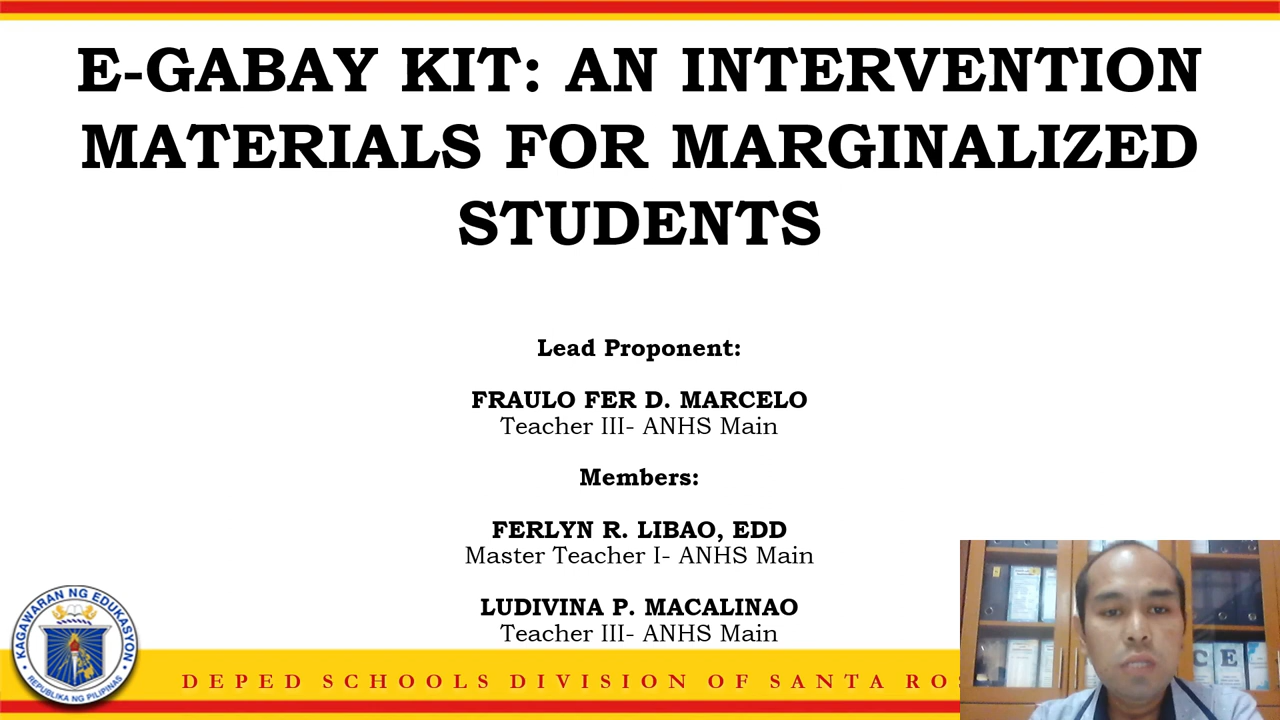 E-GABAY KIT: AN INTERVENTION
MATERIALS FOR MARGINALIZED
STUDENTS
Lead Proponent:
FRAULO FER D. MARCELO
Teacher III- ANHS Main
Members:
FERLYN R. LIBAO, EDD
Master Teacher I- ANHS Main
LUDIVINA P. MACALINAO
Teacher III- ANHS Main
KAGAWARAN NG EDUKASYON
REPUBLIKA NG PILIPINAS
DEPED SCHOOLS DIVISION OF SANTA RO
C E